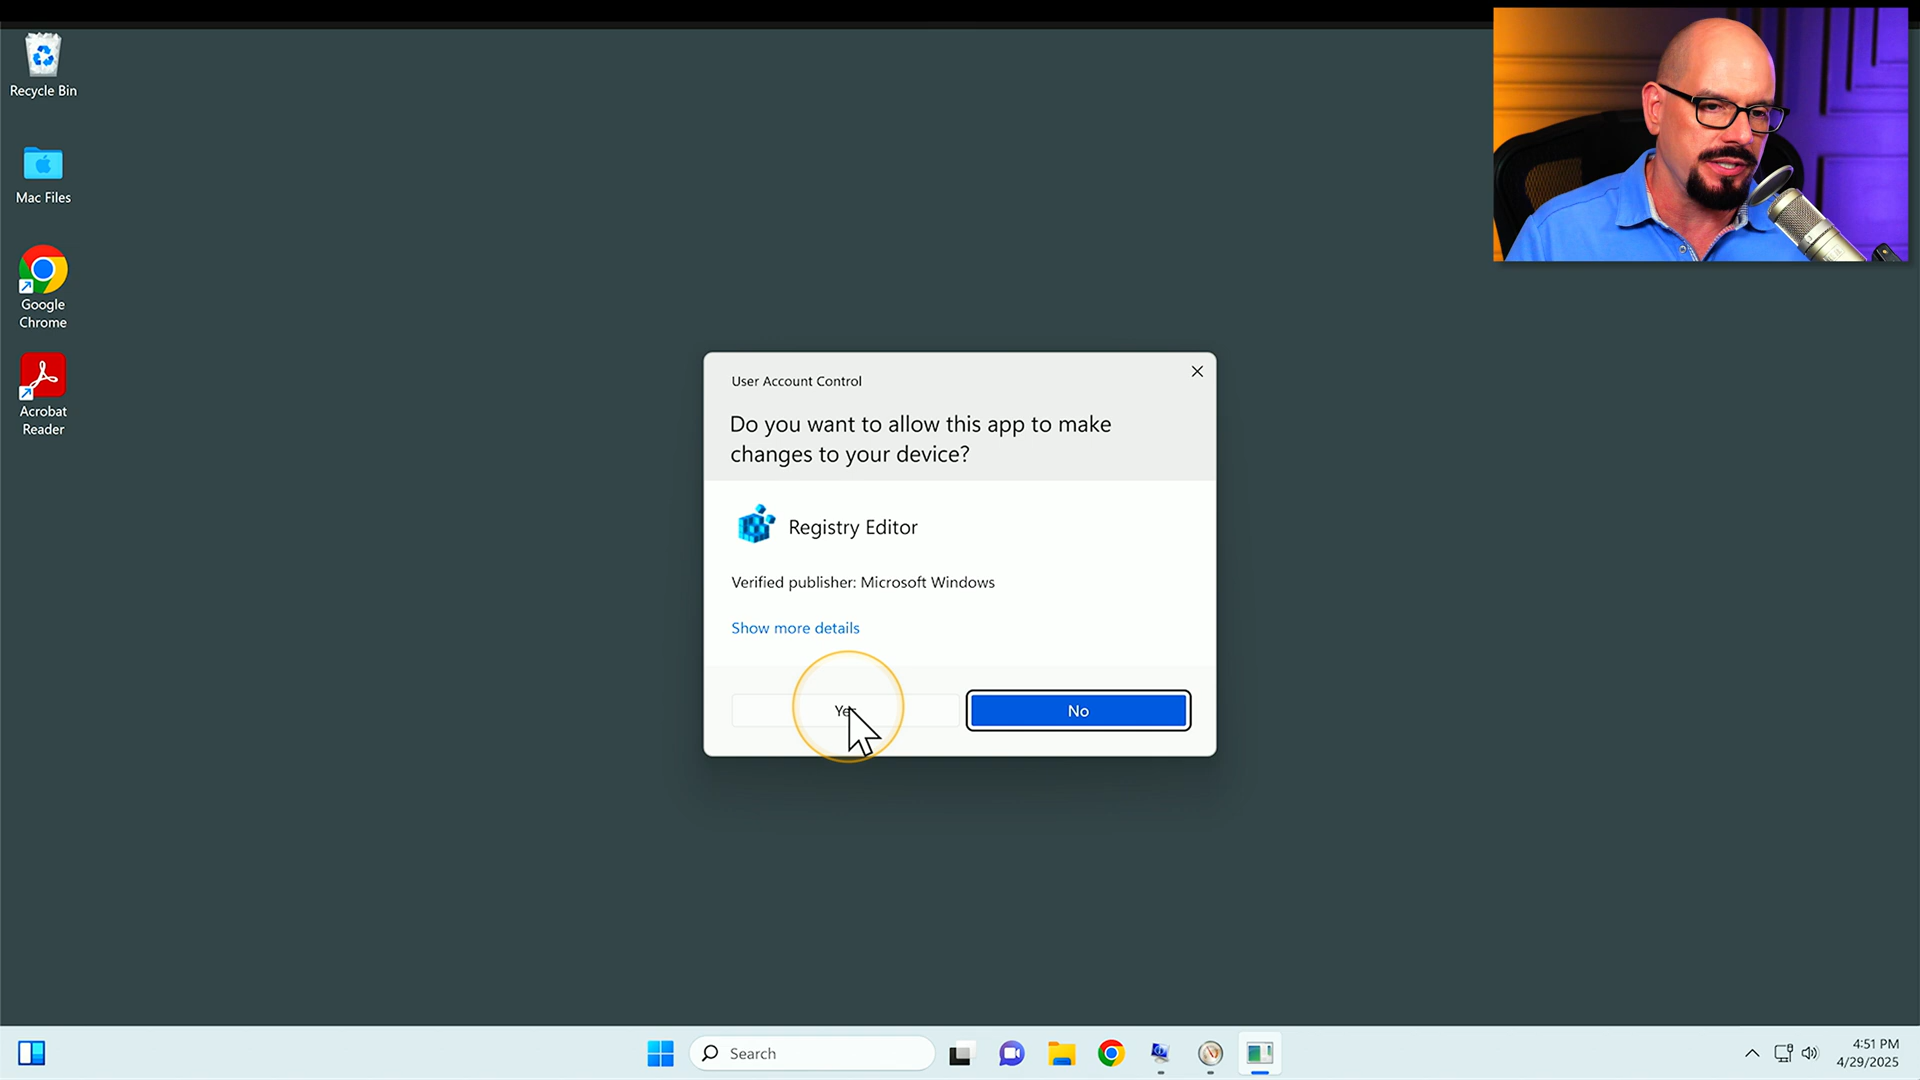 Recycle Bin
Mac Files
Google
Chrome
Acrobat
Reader
User Account Control
Do you want to allow this app to make
changes to your device?
Registry Editor
Verified publisher: Microsoft Windows
Show more details
Yes
No
Search
4:51 PM
4/29/2025